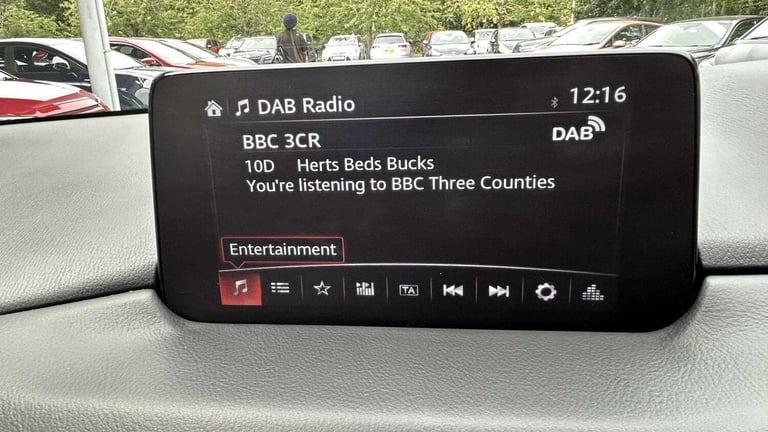 DAB Radio
12:16
BBC 3CR
DAB
10D Herts Beds Bucks
You're listening to BBC Three Counties
Entertainment
TA